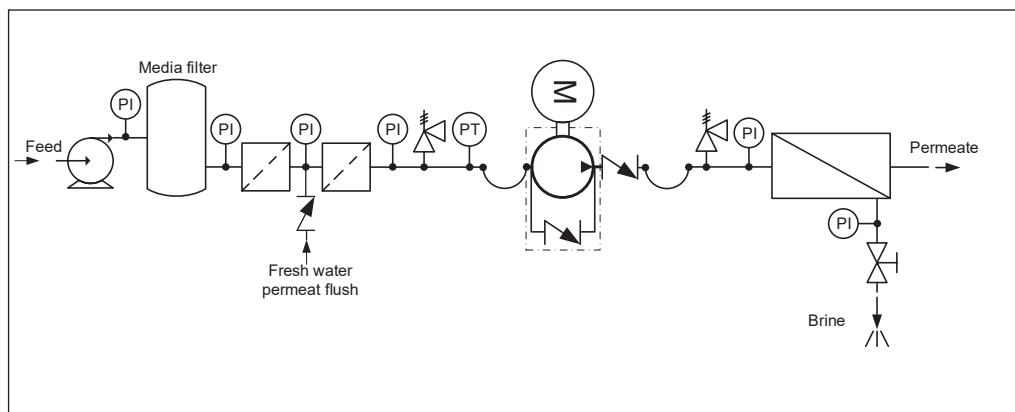 Media filter
PI
PI
PI
PI
PT
M
PI
Feed
Permeate
PI
Fresh water
permeat flush
Brine